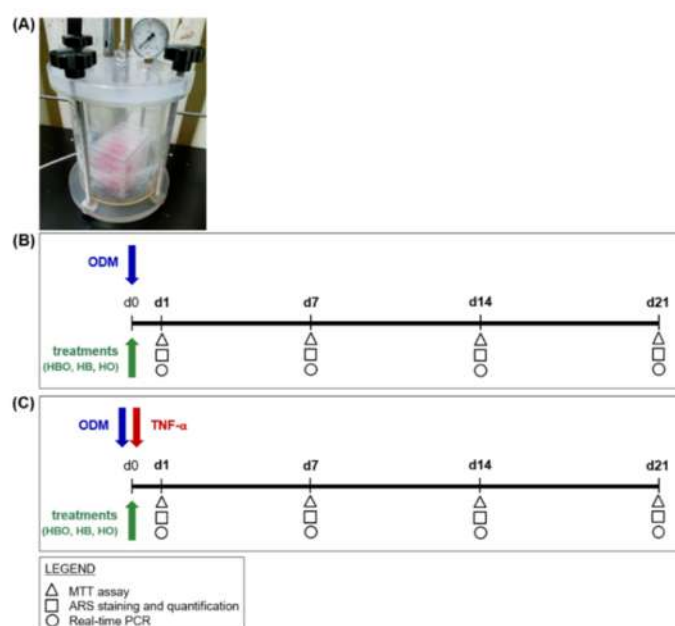 (A)
(B)
ODM
d0 d1 d7 d14 d21
treatments
(HBO, HB, HO)
(C)
ODM TNF-α
d0 d1 d7 d14 d21
treatments
(HBO, HB, HO)
LEGEND
MTT assay
ARS staining and quantification
Real-time PCR